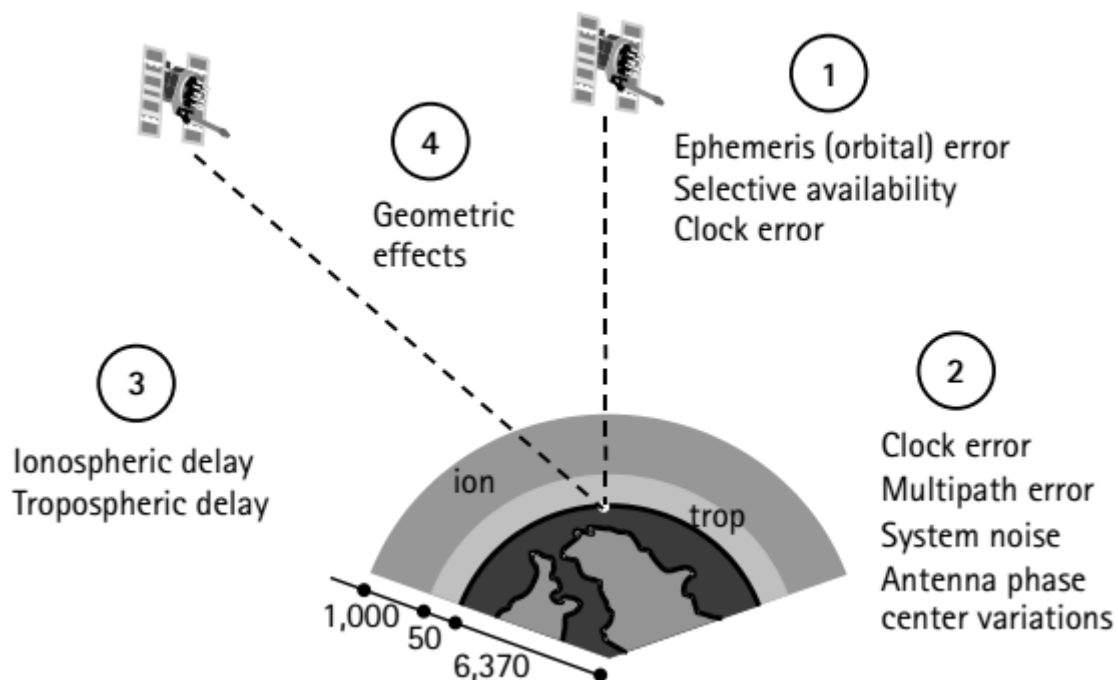 1
Ephemeris (orbital) error
Selective availability
Clock error
4
Geometric
effects
3
Ionospheric delay
Tropospheric delay
2
Clock error
Multipath error
System noise
Antenna phase
center variations
ion
trop
1,000
50
6,370